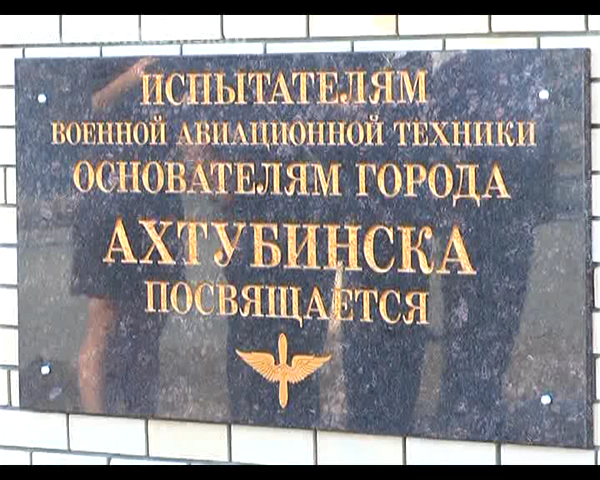 ИСПЫТАТЕЛЯМ
ВОЕННОЙ АВИАЦИОННОЙ ТЕХНИКИ
ОСНОВАТЕЛЯМ ГОРОДА
АХТУБИНСКА
ПОСВЯЩАЕТСЯ